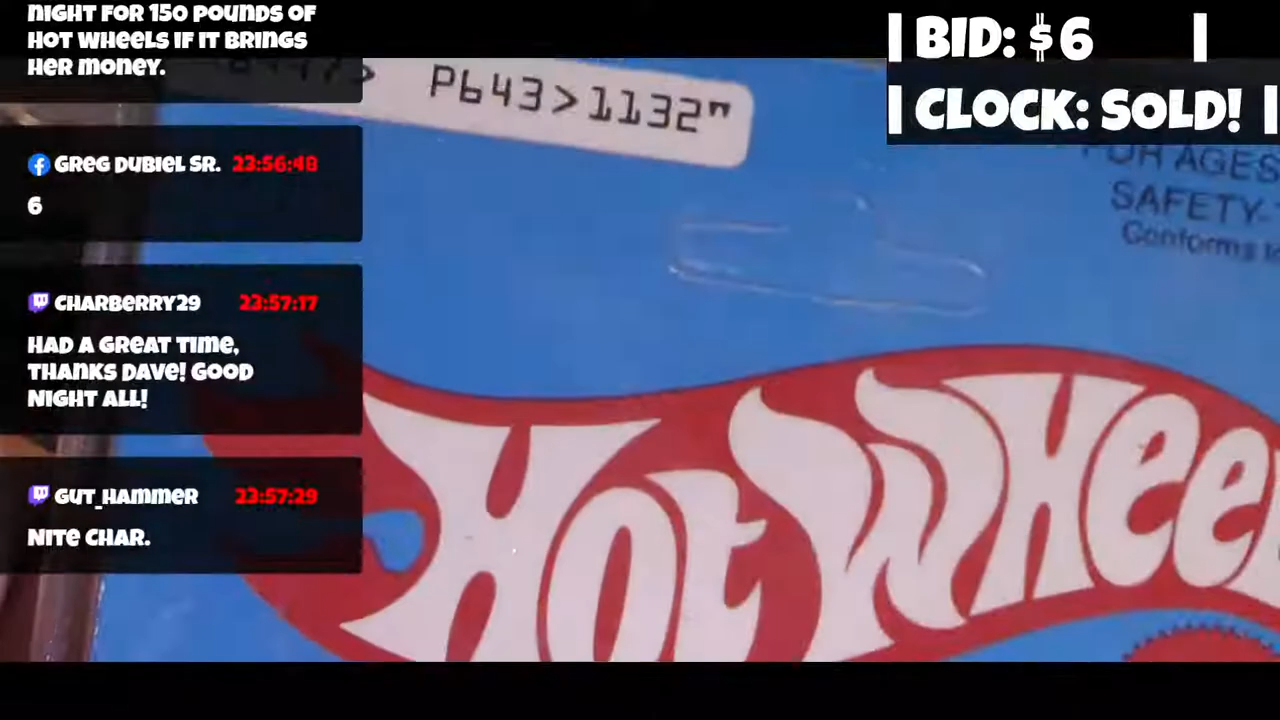 NIGHT FOR 150 POUNDS OF
HOT WHEELS IF IT BRINGS
HER MONEY.
GREG DUBIEL SR. 23:56:48
6
CHARBERRY29 23:57:17
HAD A GREAT TIME,
THANKS DAVE! GOOD
NIGHT ALL!
GUT_HAMMER 23:57:29
NITE CHAR.
| BID: $6 |
| CLOCK: SOLD! |
P643>1132"
FOR AGES
SAFETY-
Conforms
HOT WHEE